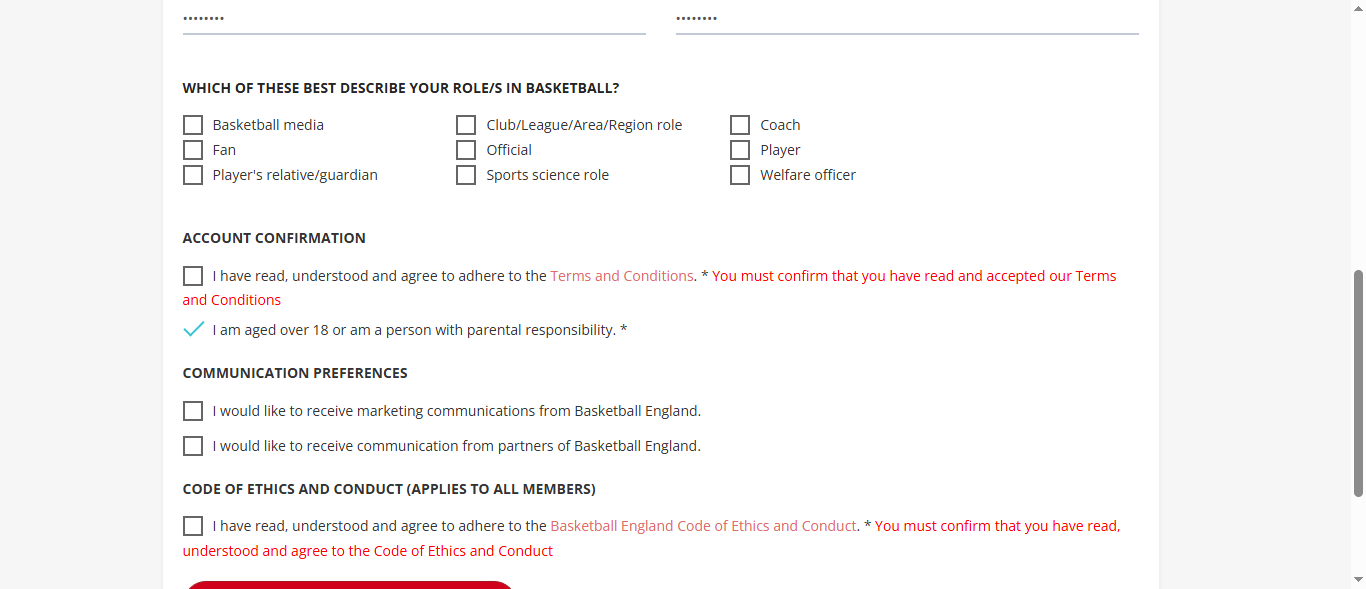 •••••••• ••••••••
WHICH OF THESE BEST DESCRIBE YOUR ROLE/S IN BASKETBALL?
Basketball media Club/League/Area/Region role Coach
Fan Official Player
Player's relative/guardian Sports science role Welfare officer
ACCOUNT CONFIRMATION
I have read, understood and agree to adhere to the Terms and Conditions. * You must confirm that you have read and accepted our Terms
and Conditions
I am aged over 18 or am a person with parental responsibility. *
COMMUNICATION PREFERENCES
I would like to receive marketing communications from Basketball England.
I would like to receive communication from partners of Basketball England.
CODE OF ETHICS AND CONDUCT (APPLIES TO ALL MEMBERS)
I have read, understood and agree to adhere to the Basketball England Code of Ethics and Conduct. * You must confirm that you have read,
understood and agree to the Code of Ethics and Conduct